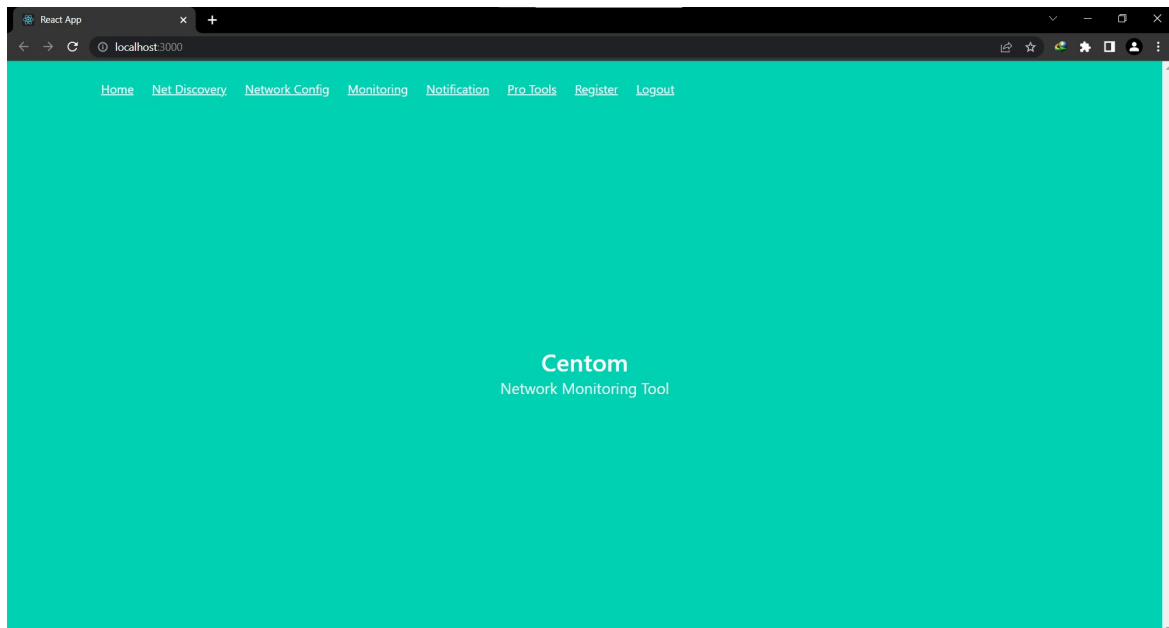 React App
localhost:3000
Home Net Discovery Network Config Monitoring Notification Pro Tools Register Logout
Centom
Network Monitoring Tool